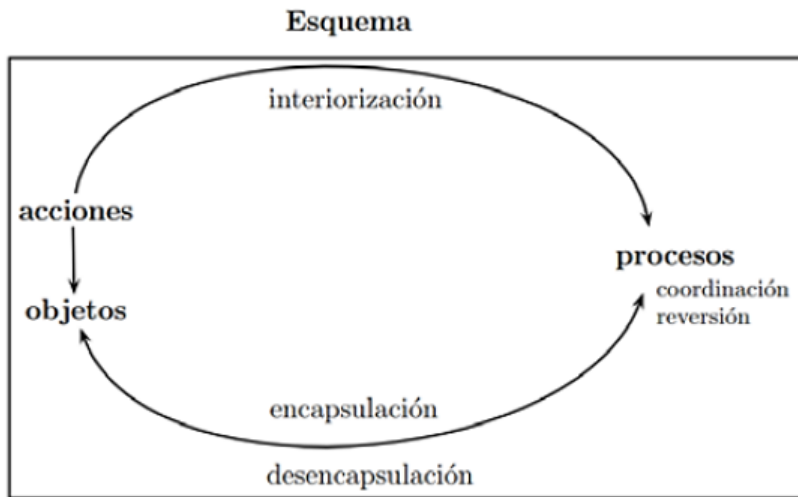 Esquema
interiorización
acciones
procesos
coordinación
reversión
objetos
encapsulación
desencapsulación